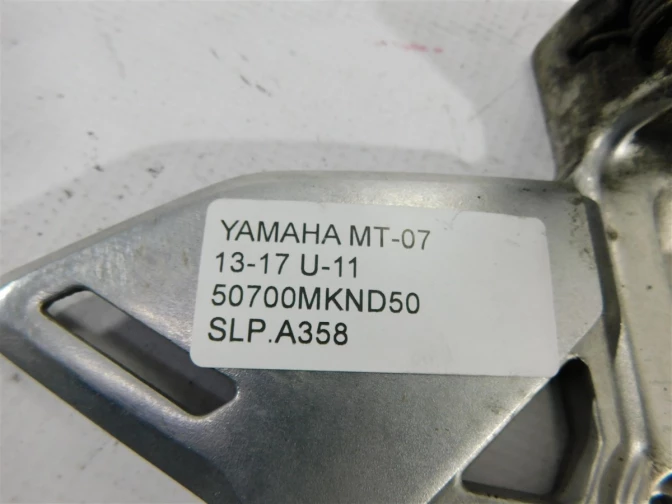 YAMAHA MT-07
13-17 U-11
50700MKND50
SLP.A358